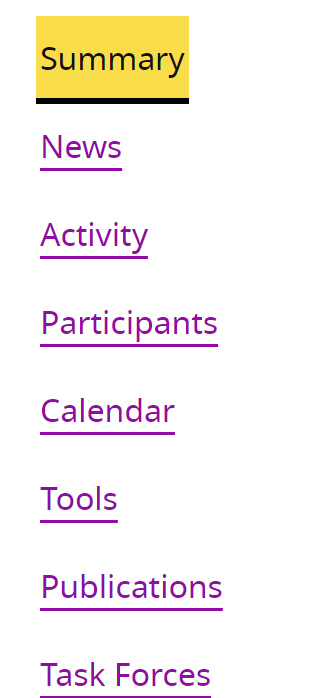 Summary
News
Activity
Participants
Calendar
Tools
Publications
Task Forces